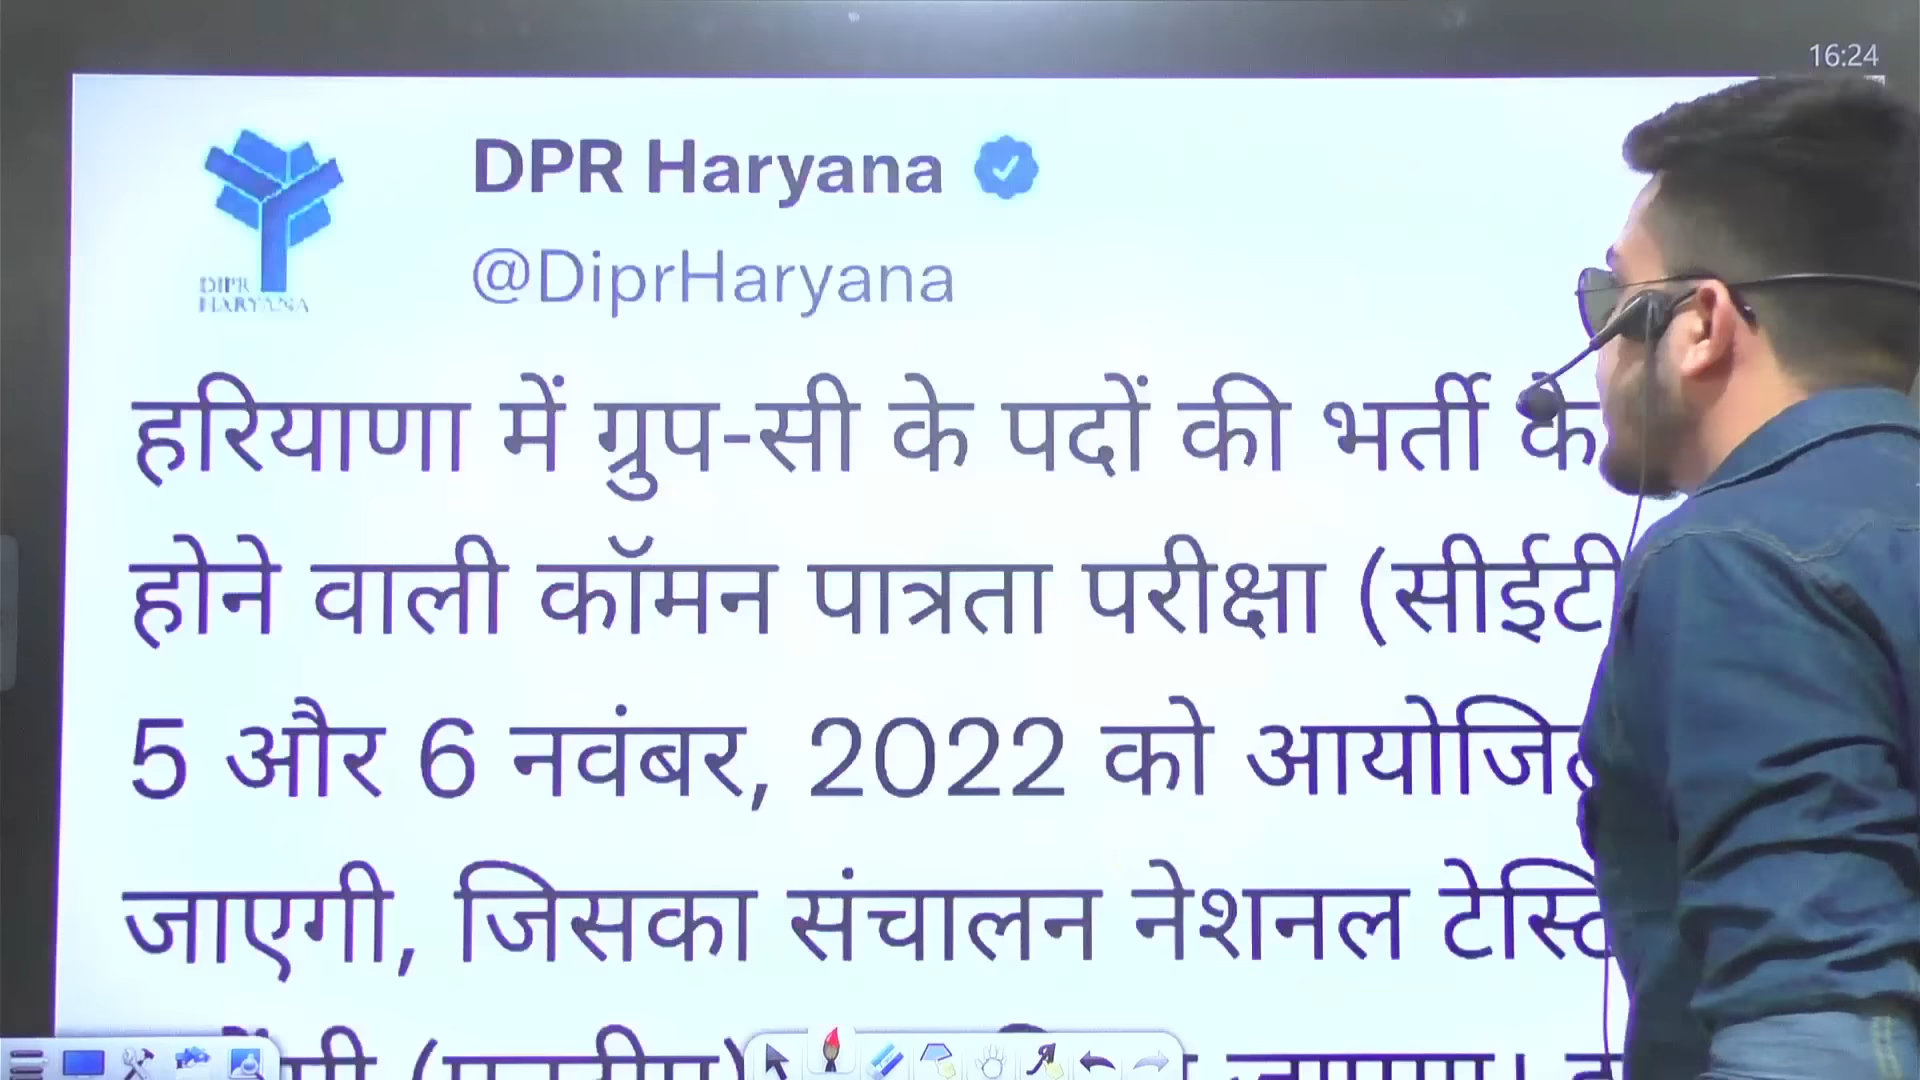 16:24
DPR Haryana
@DiprHaryana
DIPR
HARYANA
हरियाणा में ग्रुप-सी के पदों की भर्ती के
होने वाली कॉमन पात्रता परीक्षा (सीईटी
5 और 6 नवंबर, 2022 को
जाएगी, जिसका संचालन नेशनल